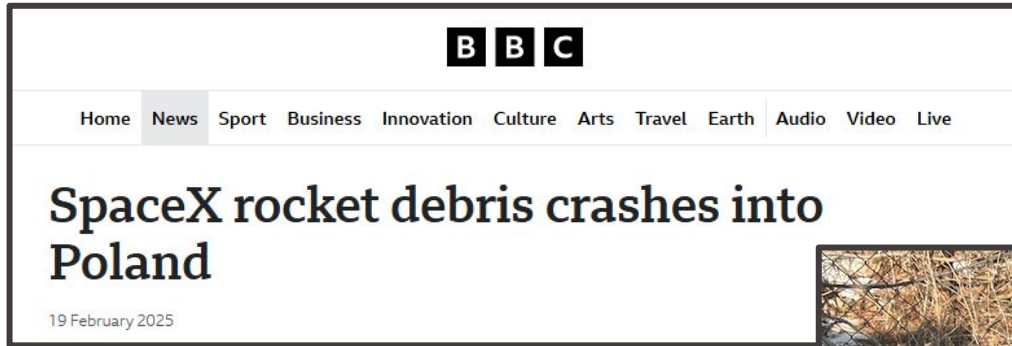 BBC
Home News Sport Business Innovation Culture Arts Travel Earth Audio Video Live
SpaceX rocket debris crashes into
Poland
19 February 2025